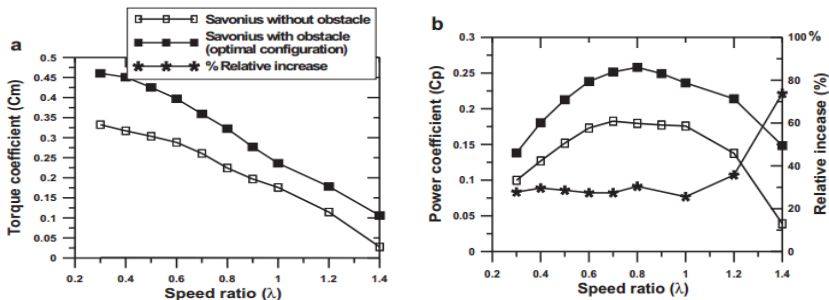 Savonius without obstacle
Savonius with obstacle
(optimal configuration)
% Relative increase
a
Torque coefficient (Cm)
0.5
0.45
0.4
0.35
0.3
0.25
0.2
0.15
0.1
0.05
0
0.2 0.4 0.6 0.8 1 1.2 1.4
Speed ratio (λ)
b
Power coefficient (Cp)
0.3
0.25
0.2
0.15
0.1
0.05
0
0.2 0.4 0.6 0.8 1 1.2 1.4
Speed ratio (λ)
100 %
80
60
40
20
0
Relative increase (%)